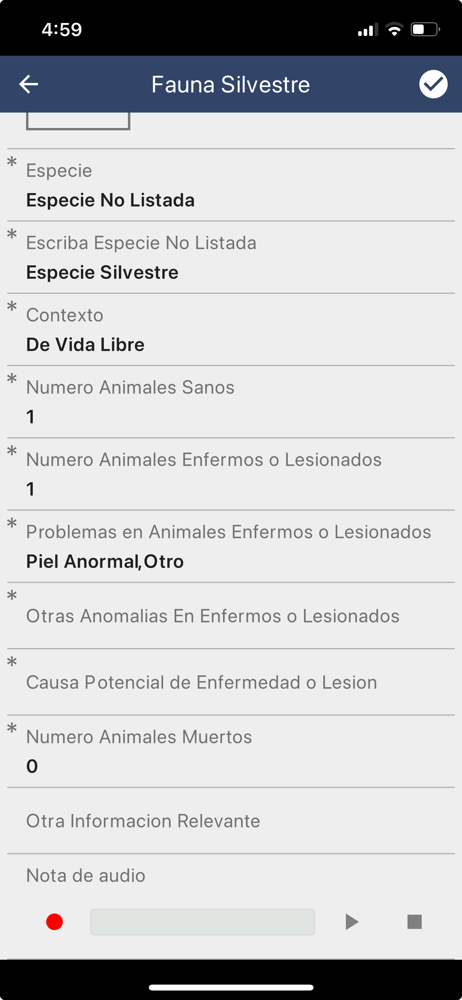 4:59
Fauna Silvestre
* Especie
Especie No Listada
* Escriba Especie No Listada
Especie Silvestre
* Contexto
De Vida Libre
* Numero Animales Sanos
1
* Numero Animales Enfermos o Lesionados
1
* Problemas en Animales Enfermos o Lesionados
Piel Anormal,Otro
* Otras Anomalias En Enfermos o Lesionados
* Causa Potencial de Enfermedad o Lesion
* Numero Animales Muertos
0
Otra Informacion Relevante
Nota de audio